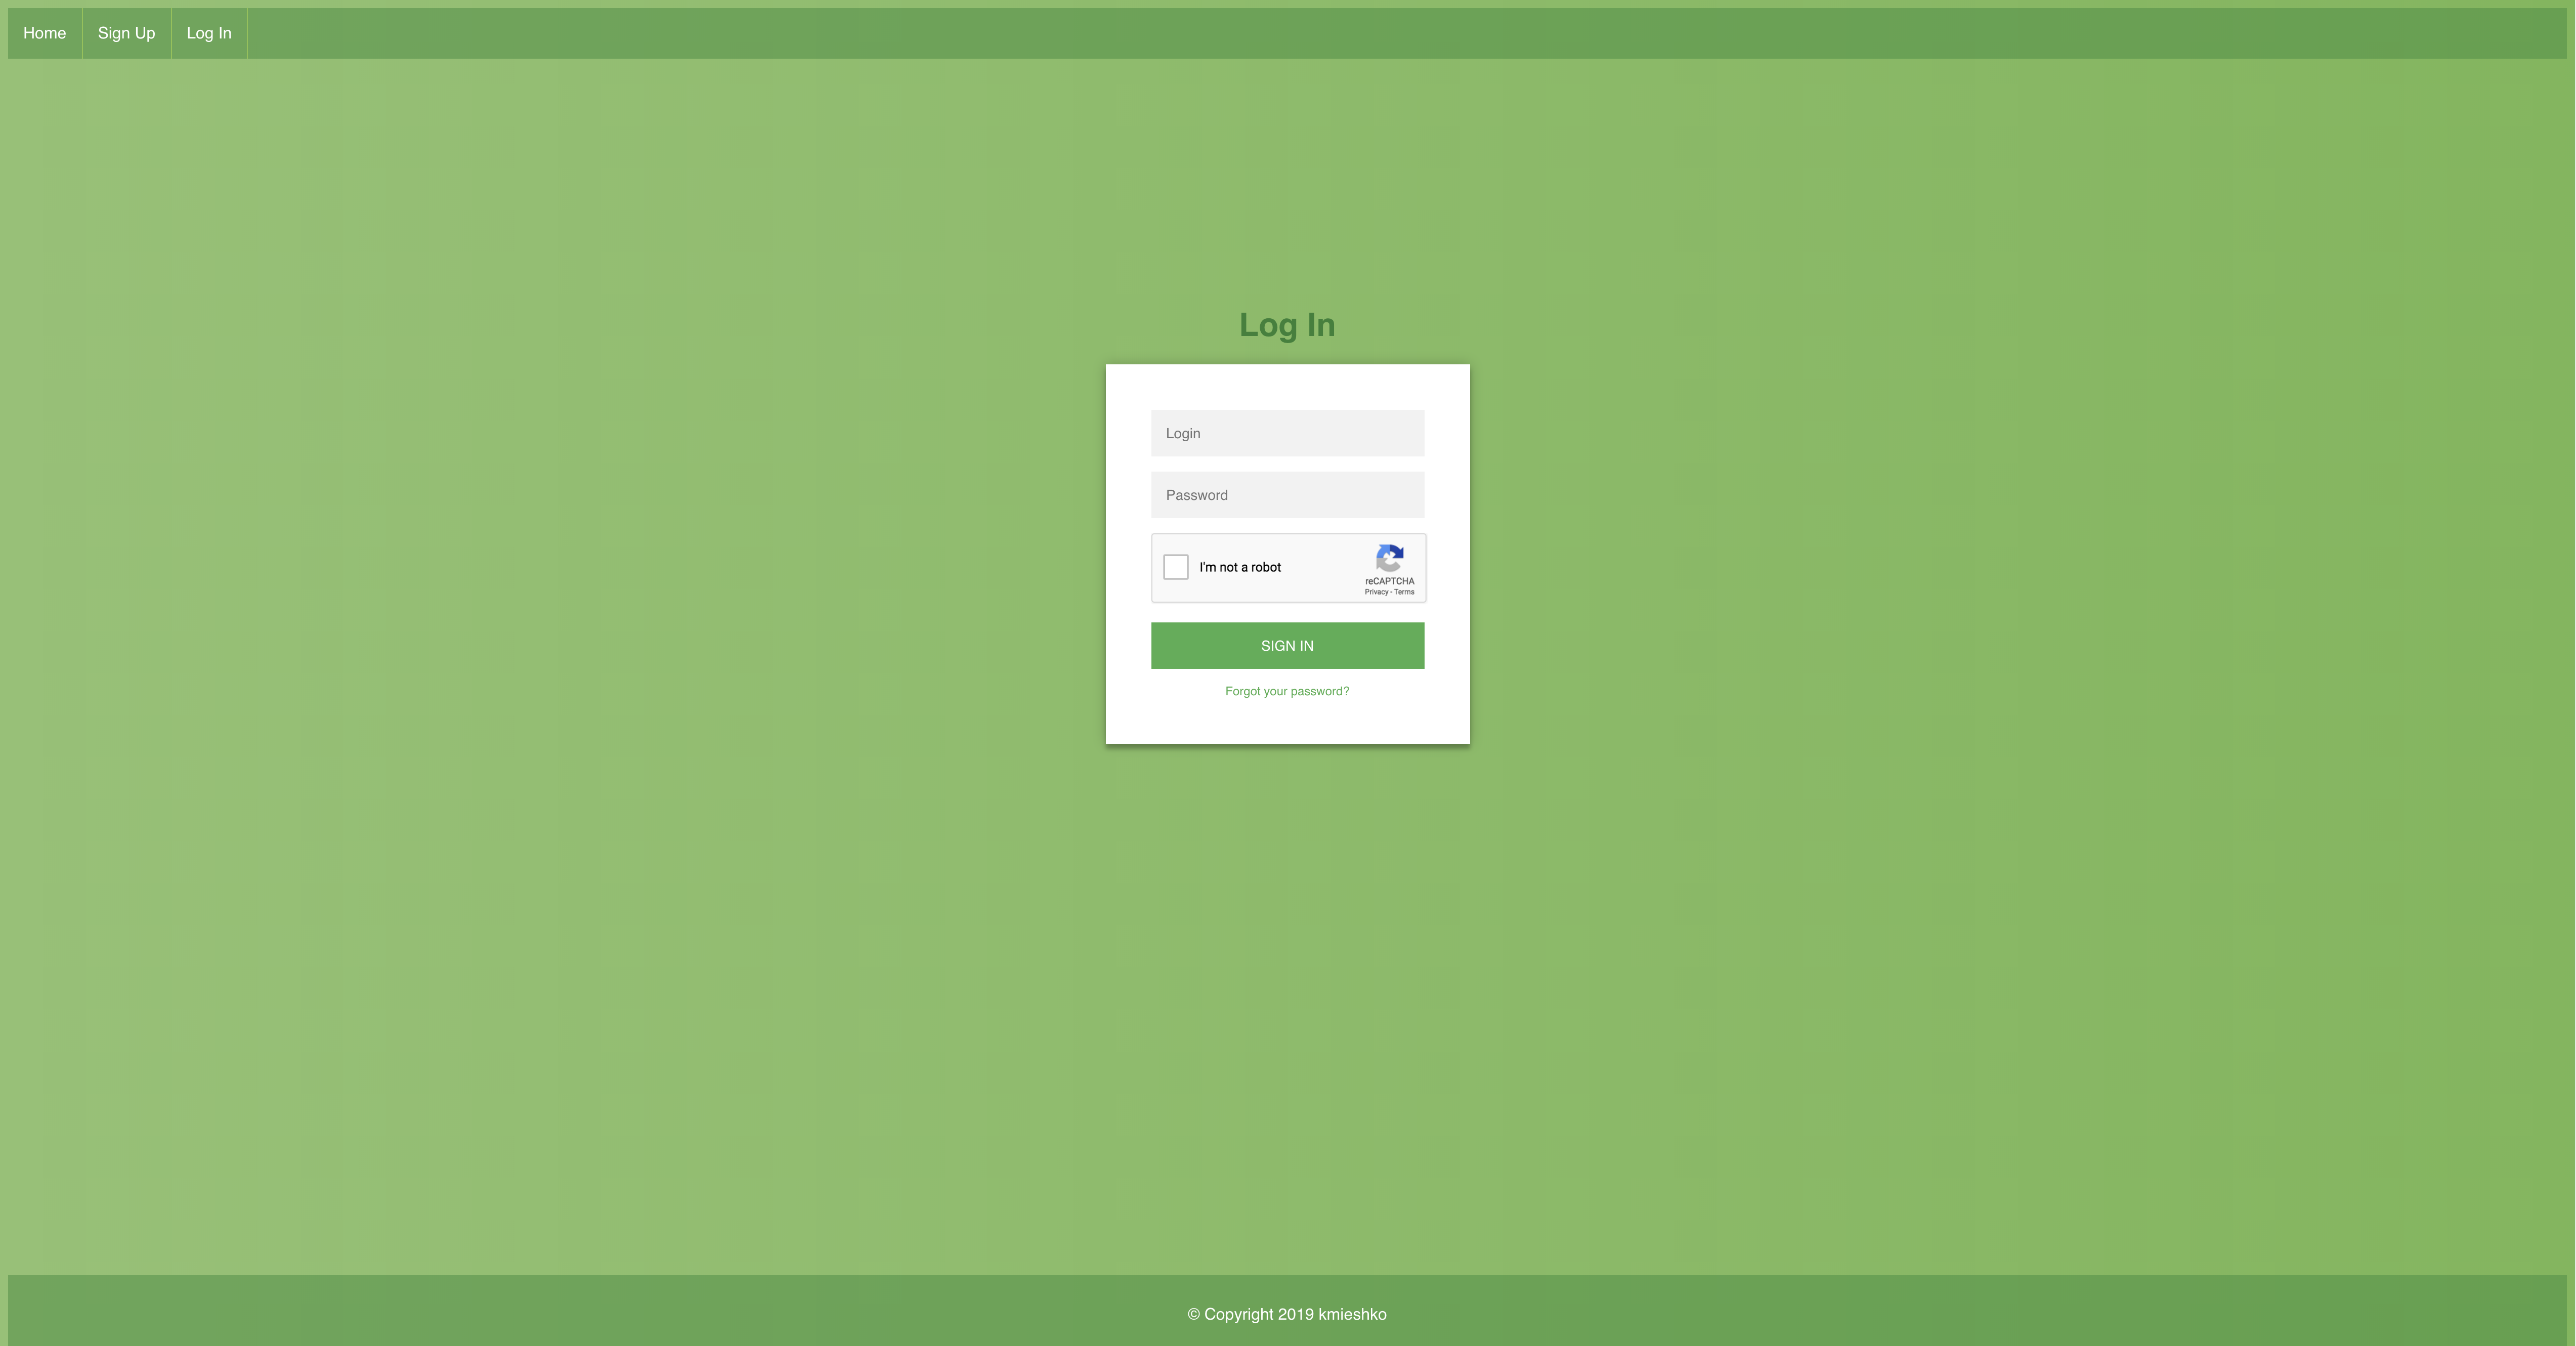 Home
Sign Up
Log In
Log In
Login
Password
I'm not a robot
reCAPTCHA
Privacy - Terms
SIGN IN
Forgot your password?
© Copyright 2019 kmieshko